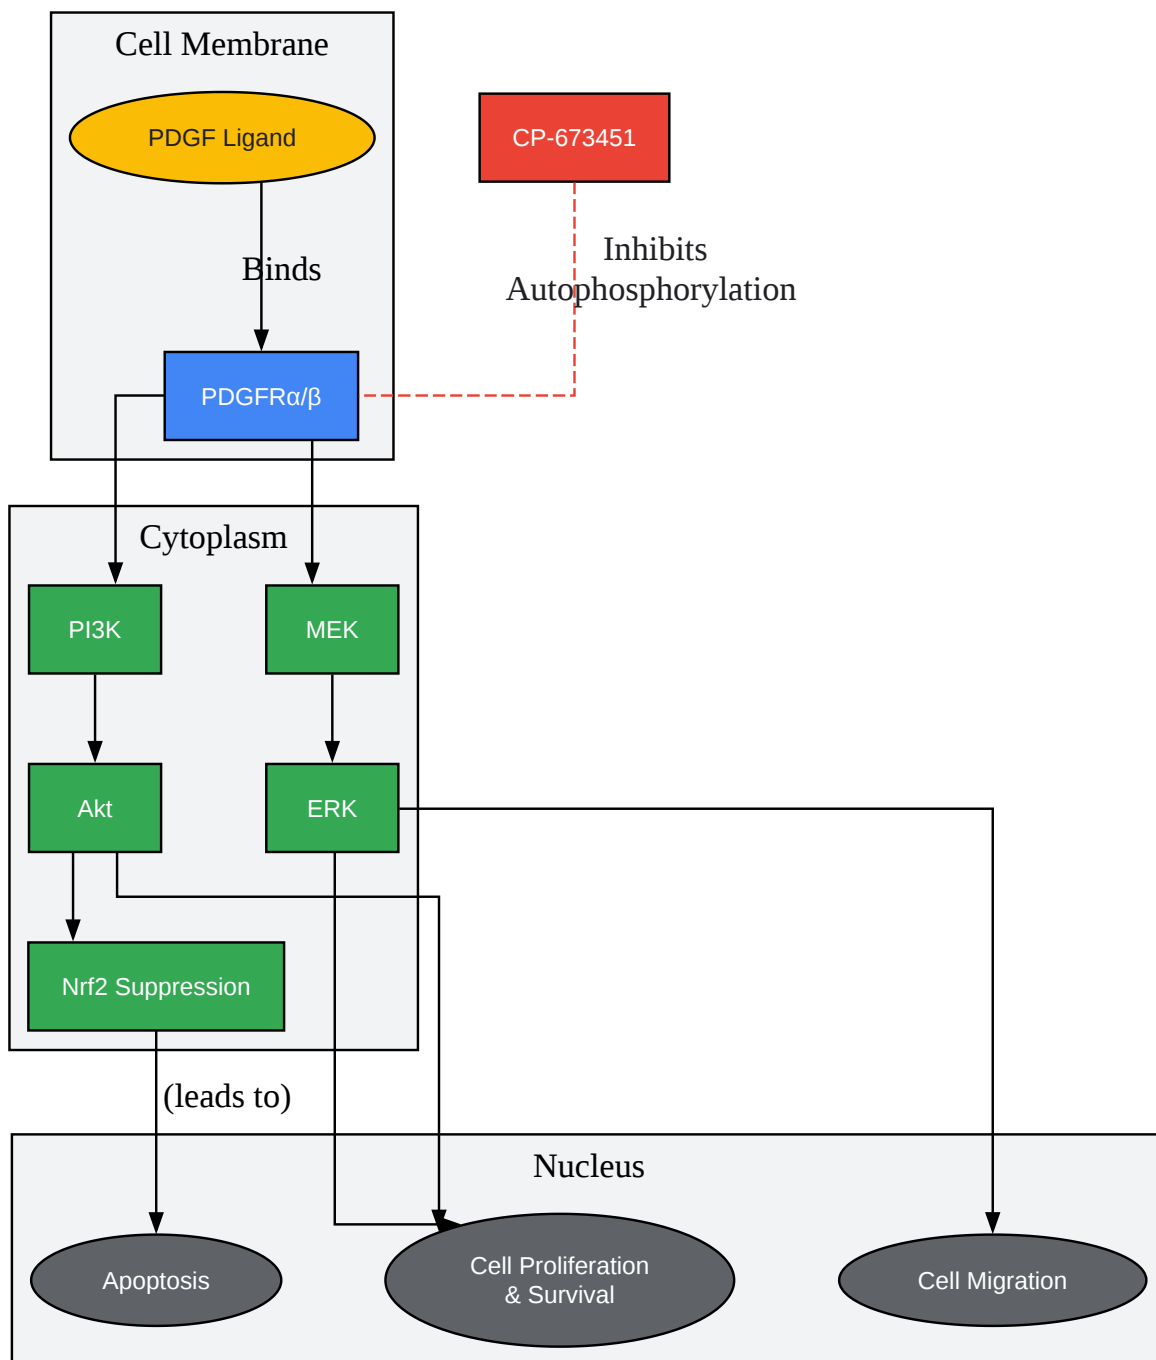 Cell Membrane
PDGF Ligand
CP-673451
Binds
Inhibits
Autophosphorylation
PDGFRα/β
Cytoplasm
PI3K
MEK
Akt
ERK
Nrf2 Suppression
(leads to)
Nucleus
Apoptosis
Cell Proliferation
& Survival
Cell Migration